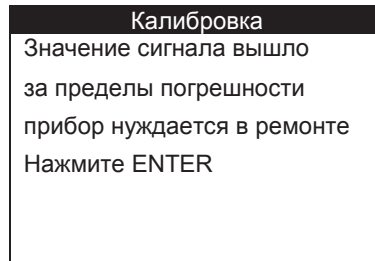 Калибровка
Значение сигнала вышло
за пределы погрешности
прибор нуждается в ремонте
Нажмите ENTER